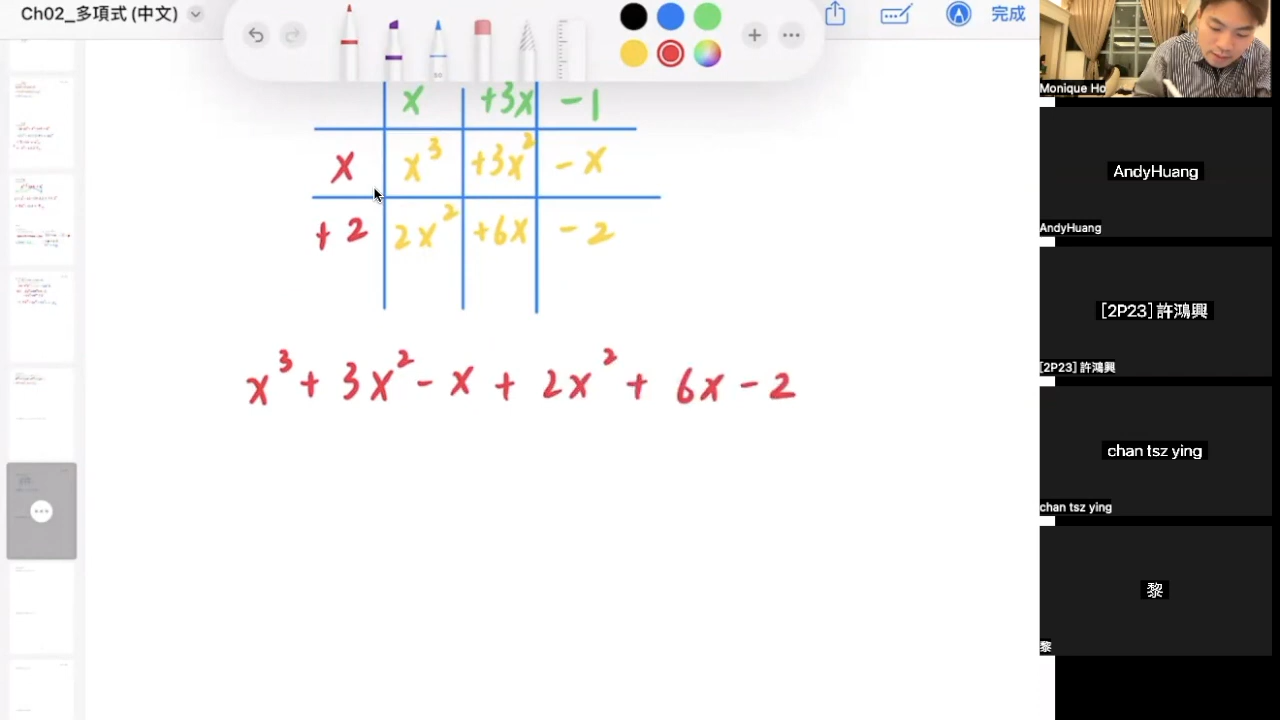 Ch02_多項式 (中文)
完成
50
x +3x -1
x x³ +3x² -x
+2 2x² +6x -2
x³ + 3x² - x + 2x² + 6x - 2
Monique Ho
AndyHuang
AndyHuang
[2P23] 許鴻興
[2P23] 許鴻興
chan tsz ying
chan tsz ying
黎
黎